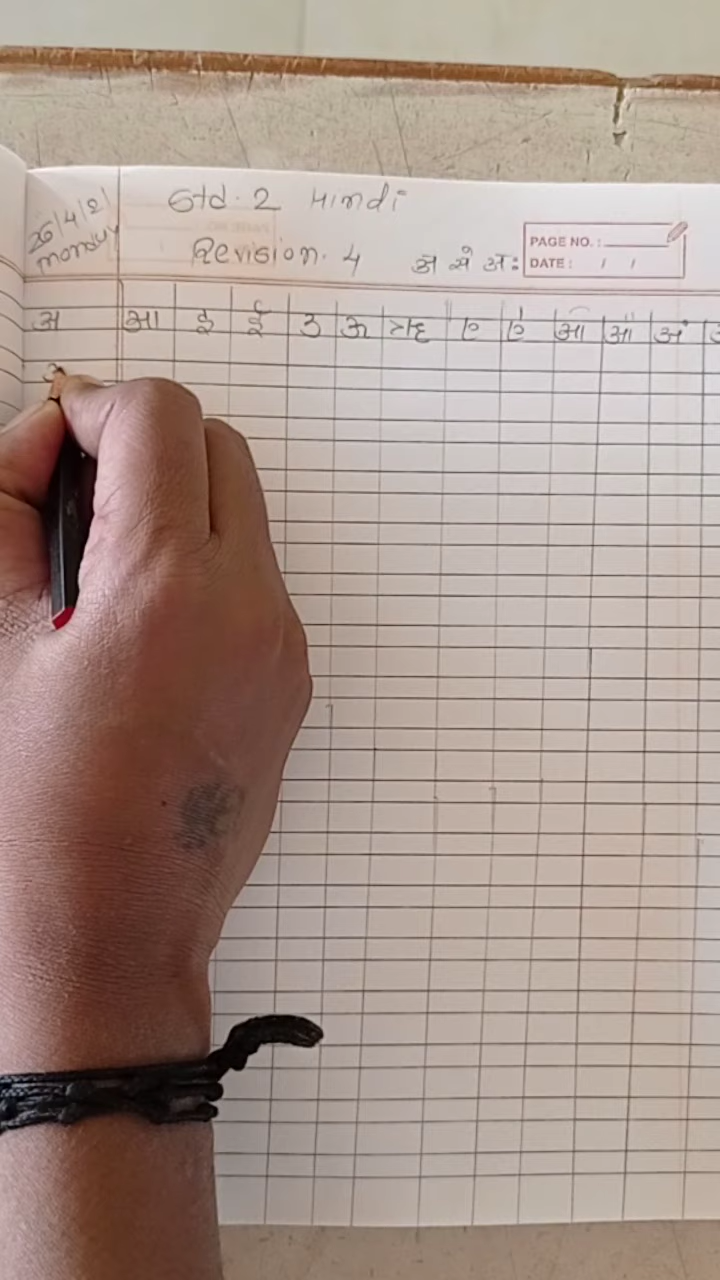 26/4/21 Std. 2 Hindi
Monday Revision. 4 अ से अः PAGE NO. :
DATE : / /
अ आ इ ई उ ऊ ऋ ए ऐ ओ औ अं